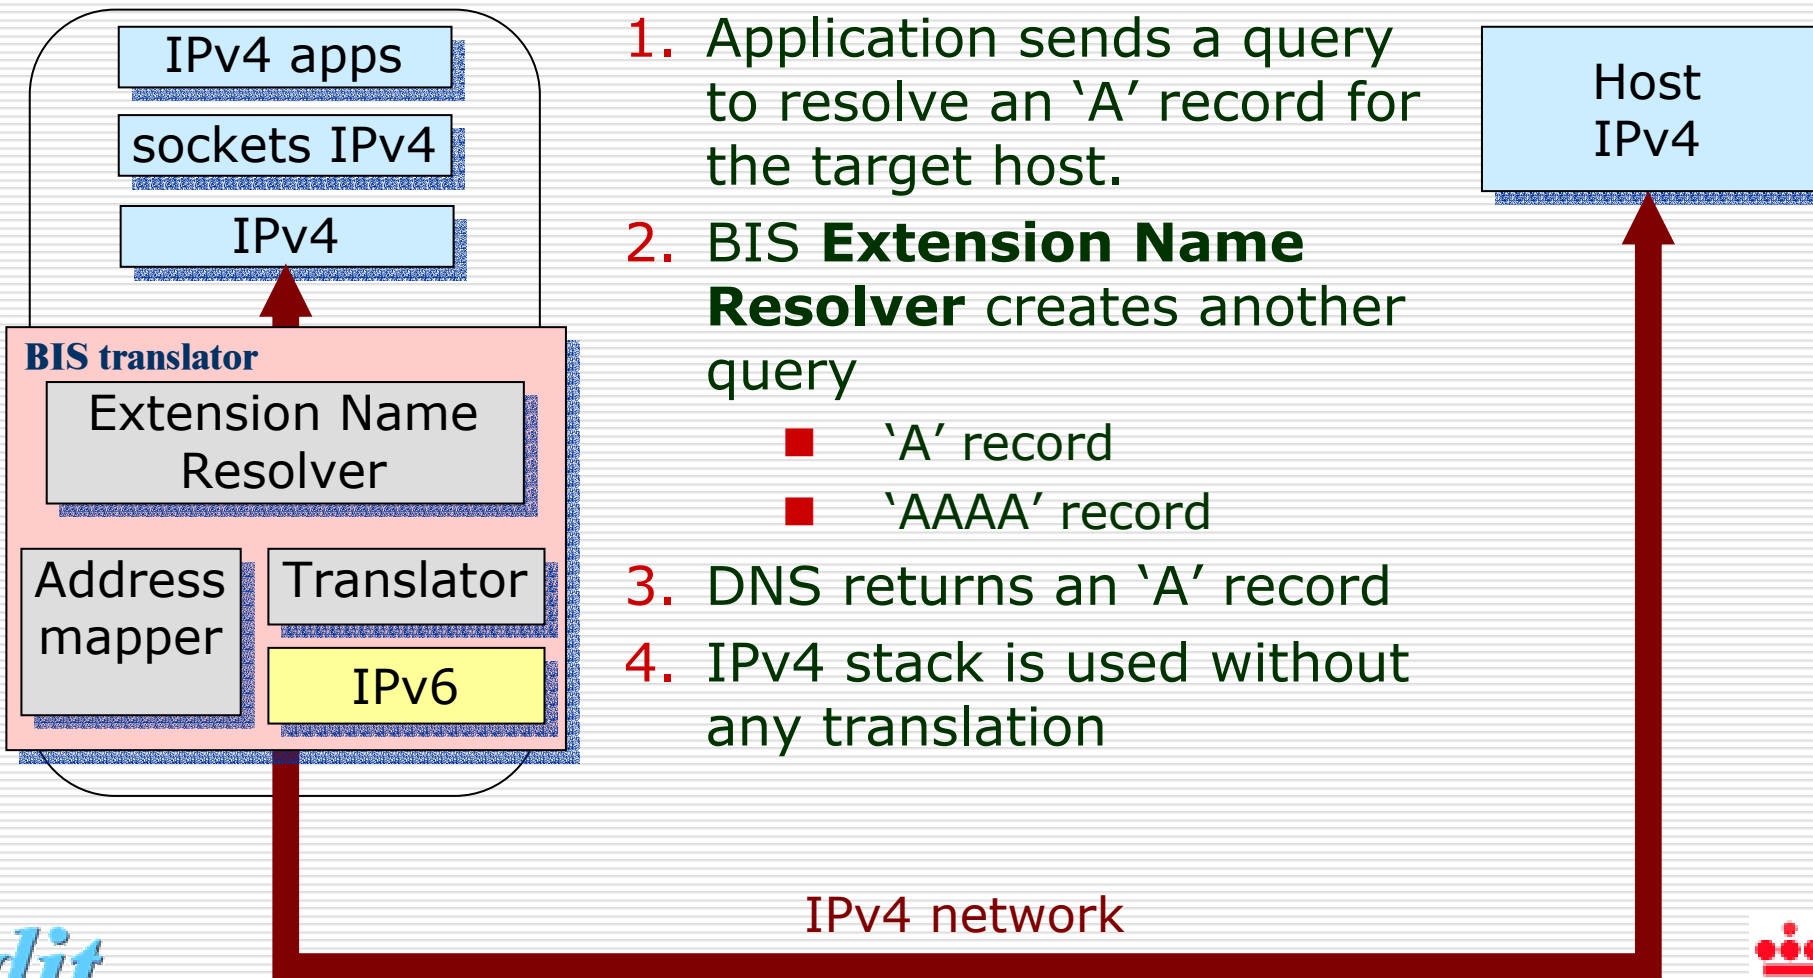 IPv4 apps
sockets IPv4
IPv4
BIS translator
Extension Name
Resolver
Address
mapper
Translator
IPv6
1. Application sends a query
to resolve an ‘A’ record for
the target host.
2. BIS Extension Name
Resolver creates another
query
‘A’ record
‘AAAA’ record
3. DNS returns an ‘A’ record
4. IPv4 stack is used without
any translation
Host
IPv4
IPv4 network
dit